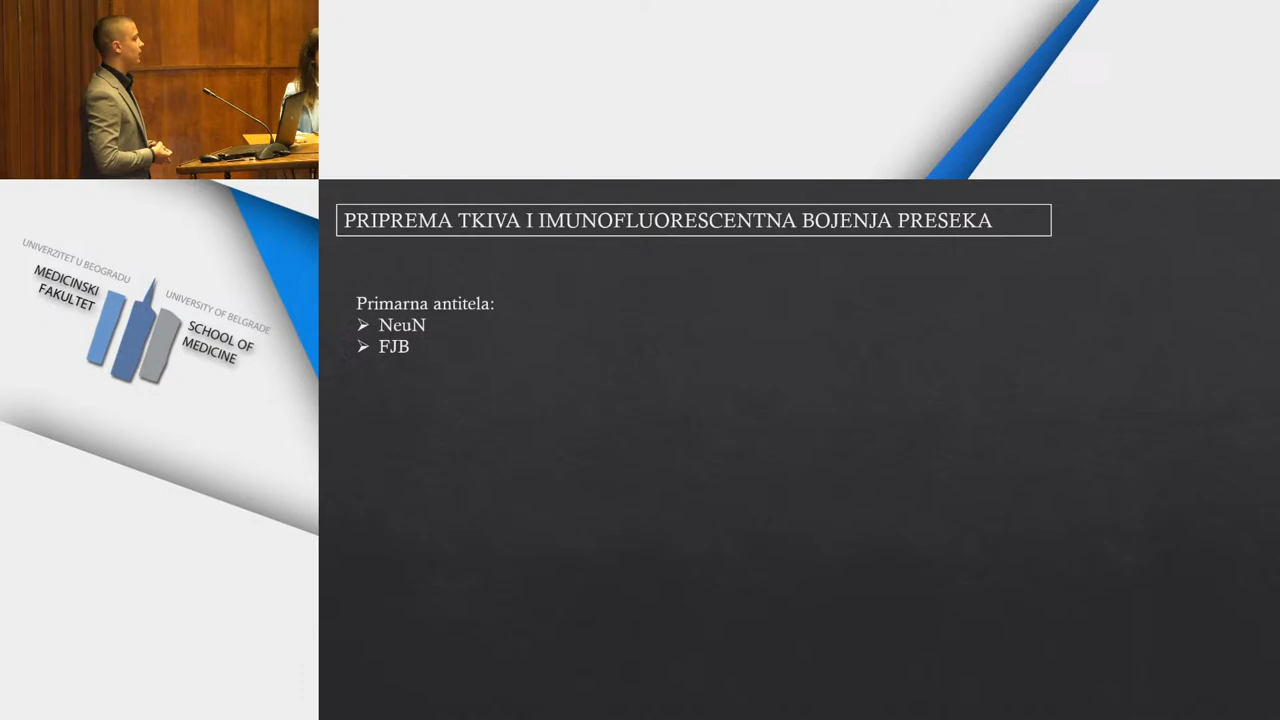 UNIVERZITET U BEOGRADU
MEDICINSKI
FAKULTET
UNIVERSITY OF BELGRADE
SCHOOL OF
MEDICINE
PRIPREMA TKIVA I IMUNOFLUORESCENTNA BOJENJA PRESEKA
Primarna antitela:
➢ NeuN
➢ FJB